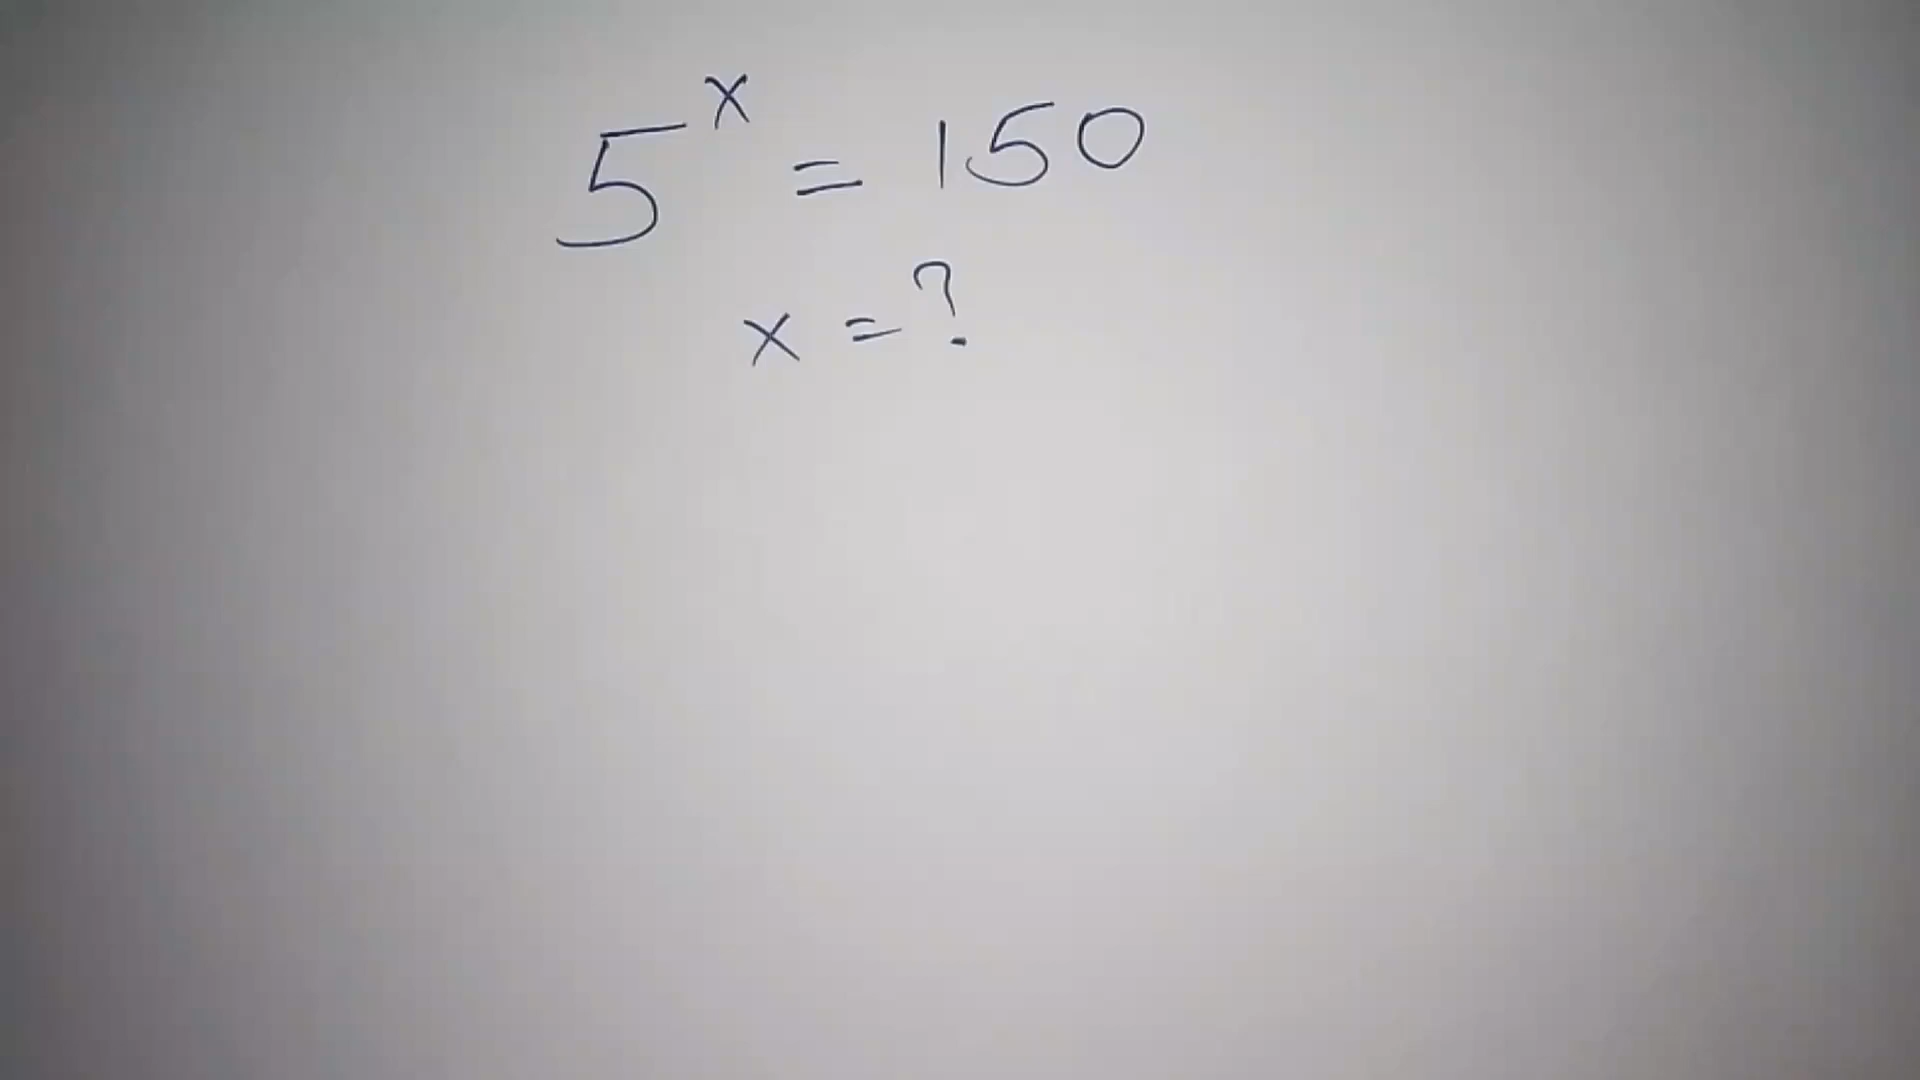 5^x = 150
x = ?